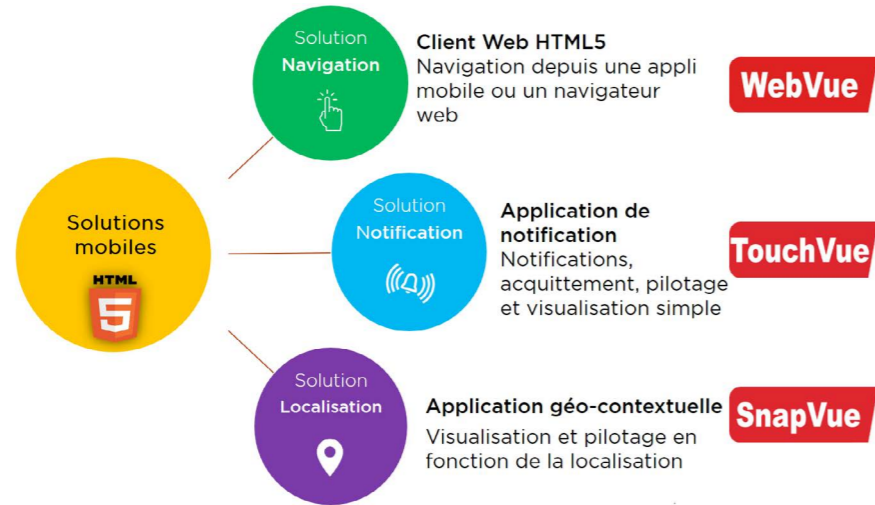 Solutions
mobiles
HTML
5
Solution
Navigation
Client Web HTML5
Navigation depuis une appli
mobile ou un navigateur
web
WebVue
Solution
Notification
Application de
notification
Notifications,
acquittement, pilotage
et visualisation simple
TouchVue
Solution
Localisation
Application géo-contextuelle
Visualisation et pilotage en
fonction de la localisation
SnapVue